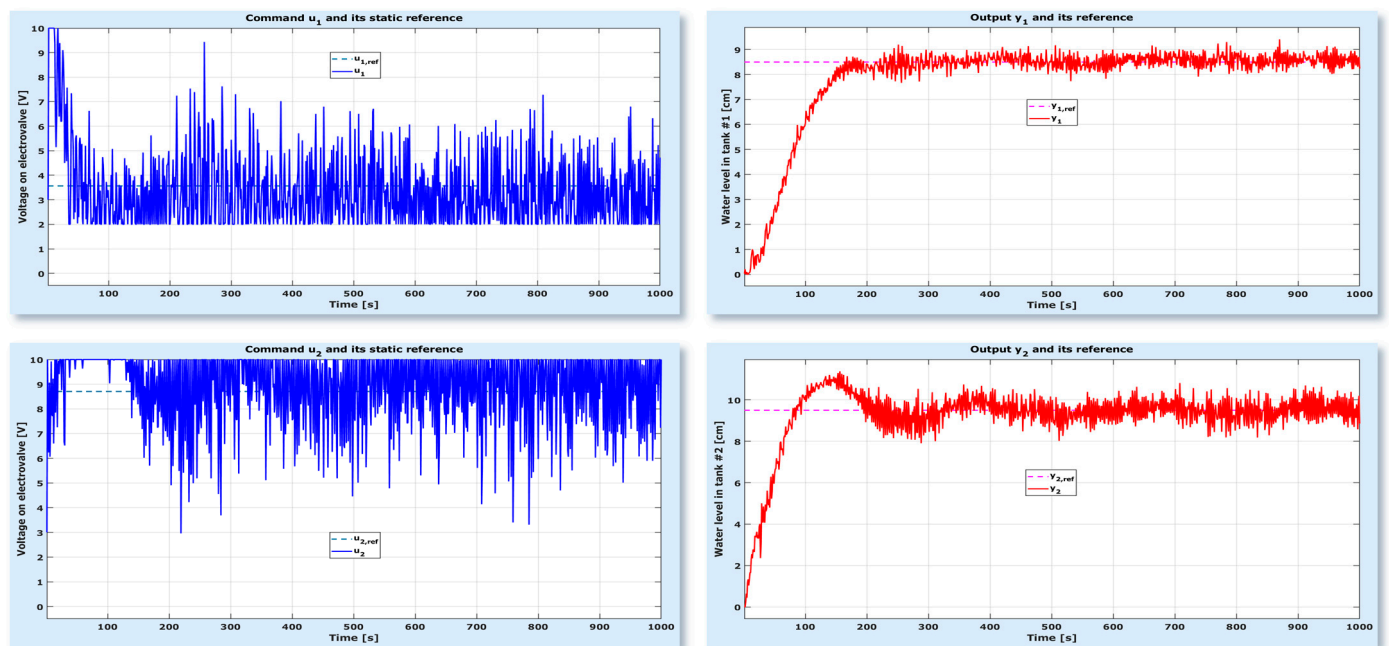 Command u1 and its static reference
Voltage on electrovalve [V]
10
9
8
7
6
5
4
3
2
1
0
u1,ref
u1
100 200 300 400 500 600 700 800 900 1000
Time [s]
Output y1 and its reference
Water level in tank #1 [cm]
9
8
7
6
5
4
3
2
1
0
y1,ref
y1
100 200 300 400 500 600 700 800 900 1000
Time [s]
Command u2 and its static reference
Voltage on electrovalve [V]
10
9
8
7
6
5
4
3
2
1
0
u2,ref
u2
100 200 300 400 500 600 700 800 900 1000
Time [s]
Output y2 and its reference
Water level in tank #2 [cm]
10
8
6
4
2
0
y2,ref
y2
100 200 300 400 500 600 700 800 900 1000
Time [s]